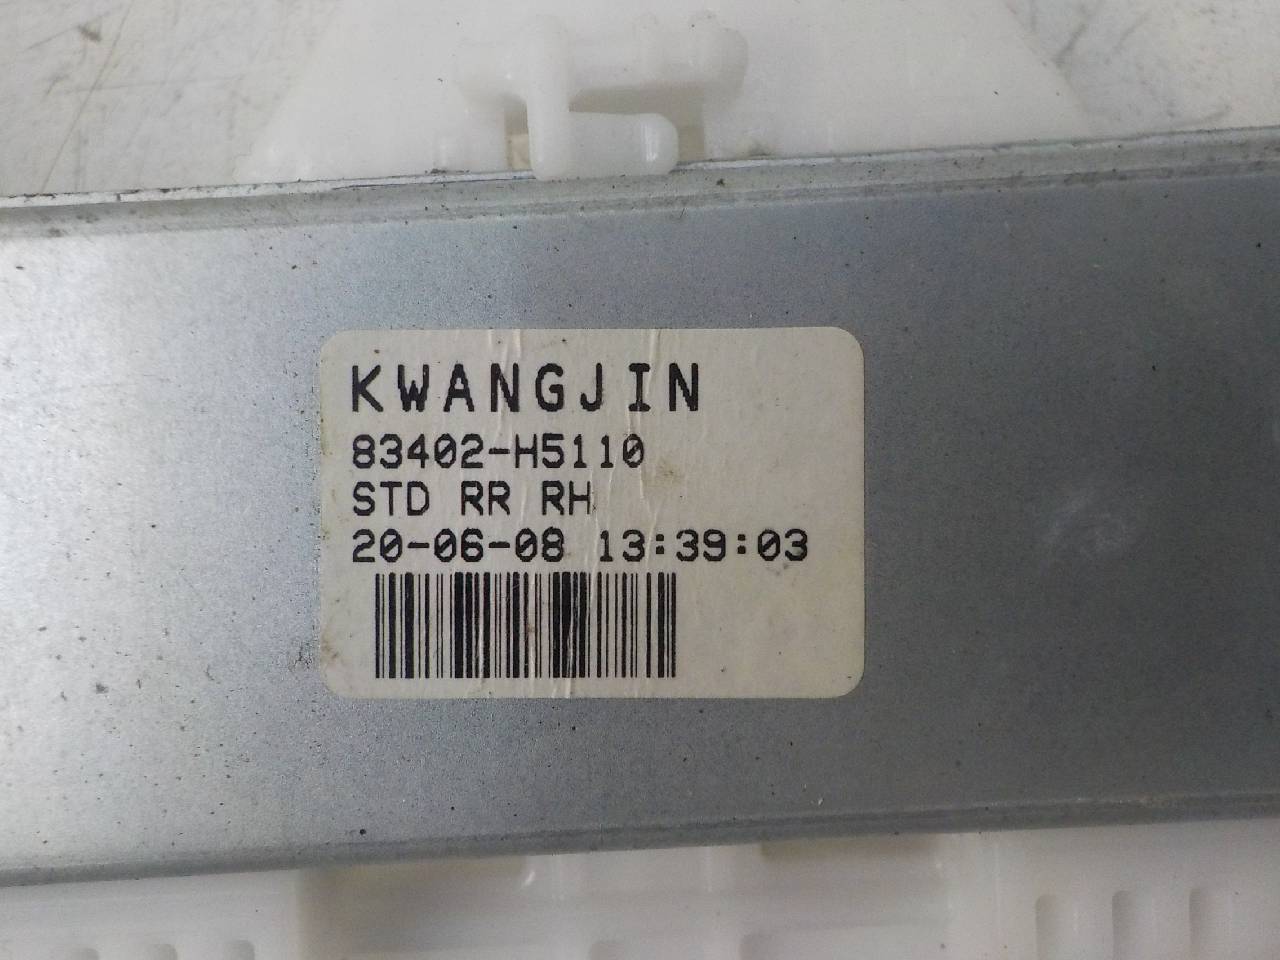 KWANGJIN
83402-H5110
STD RR RH
20-06-08 13:39:03